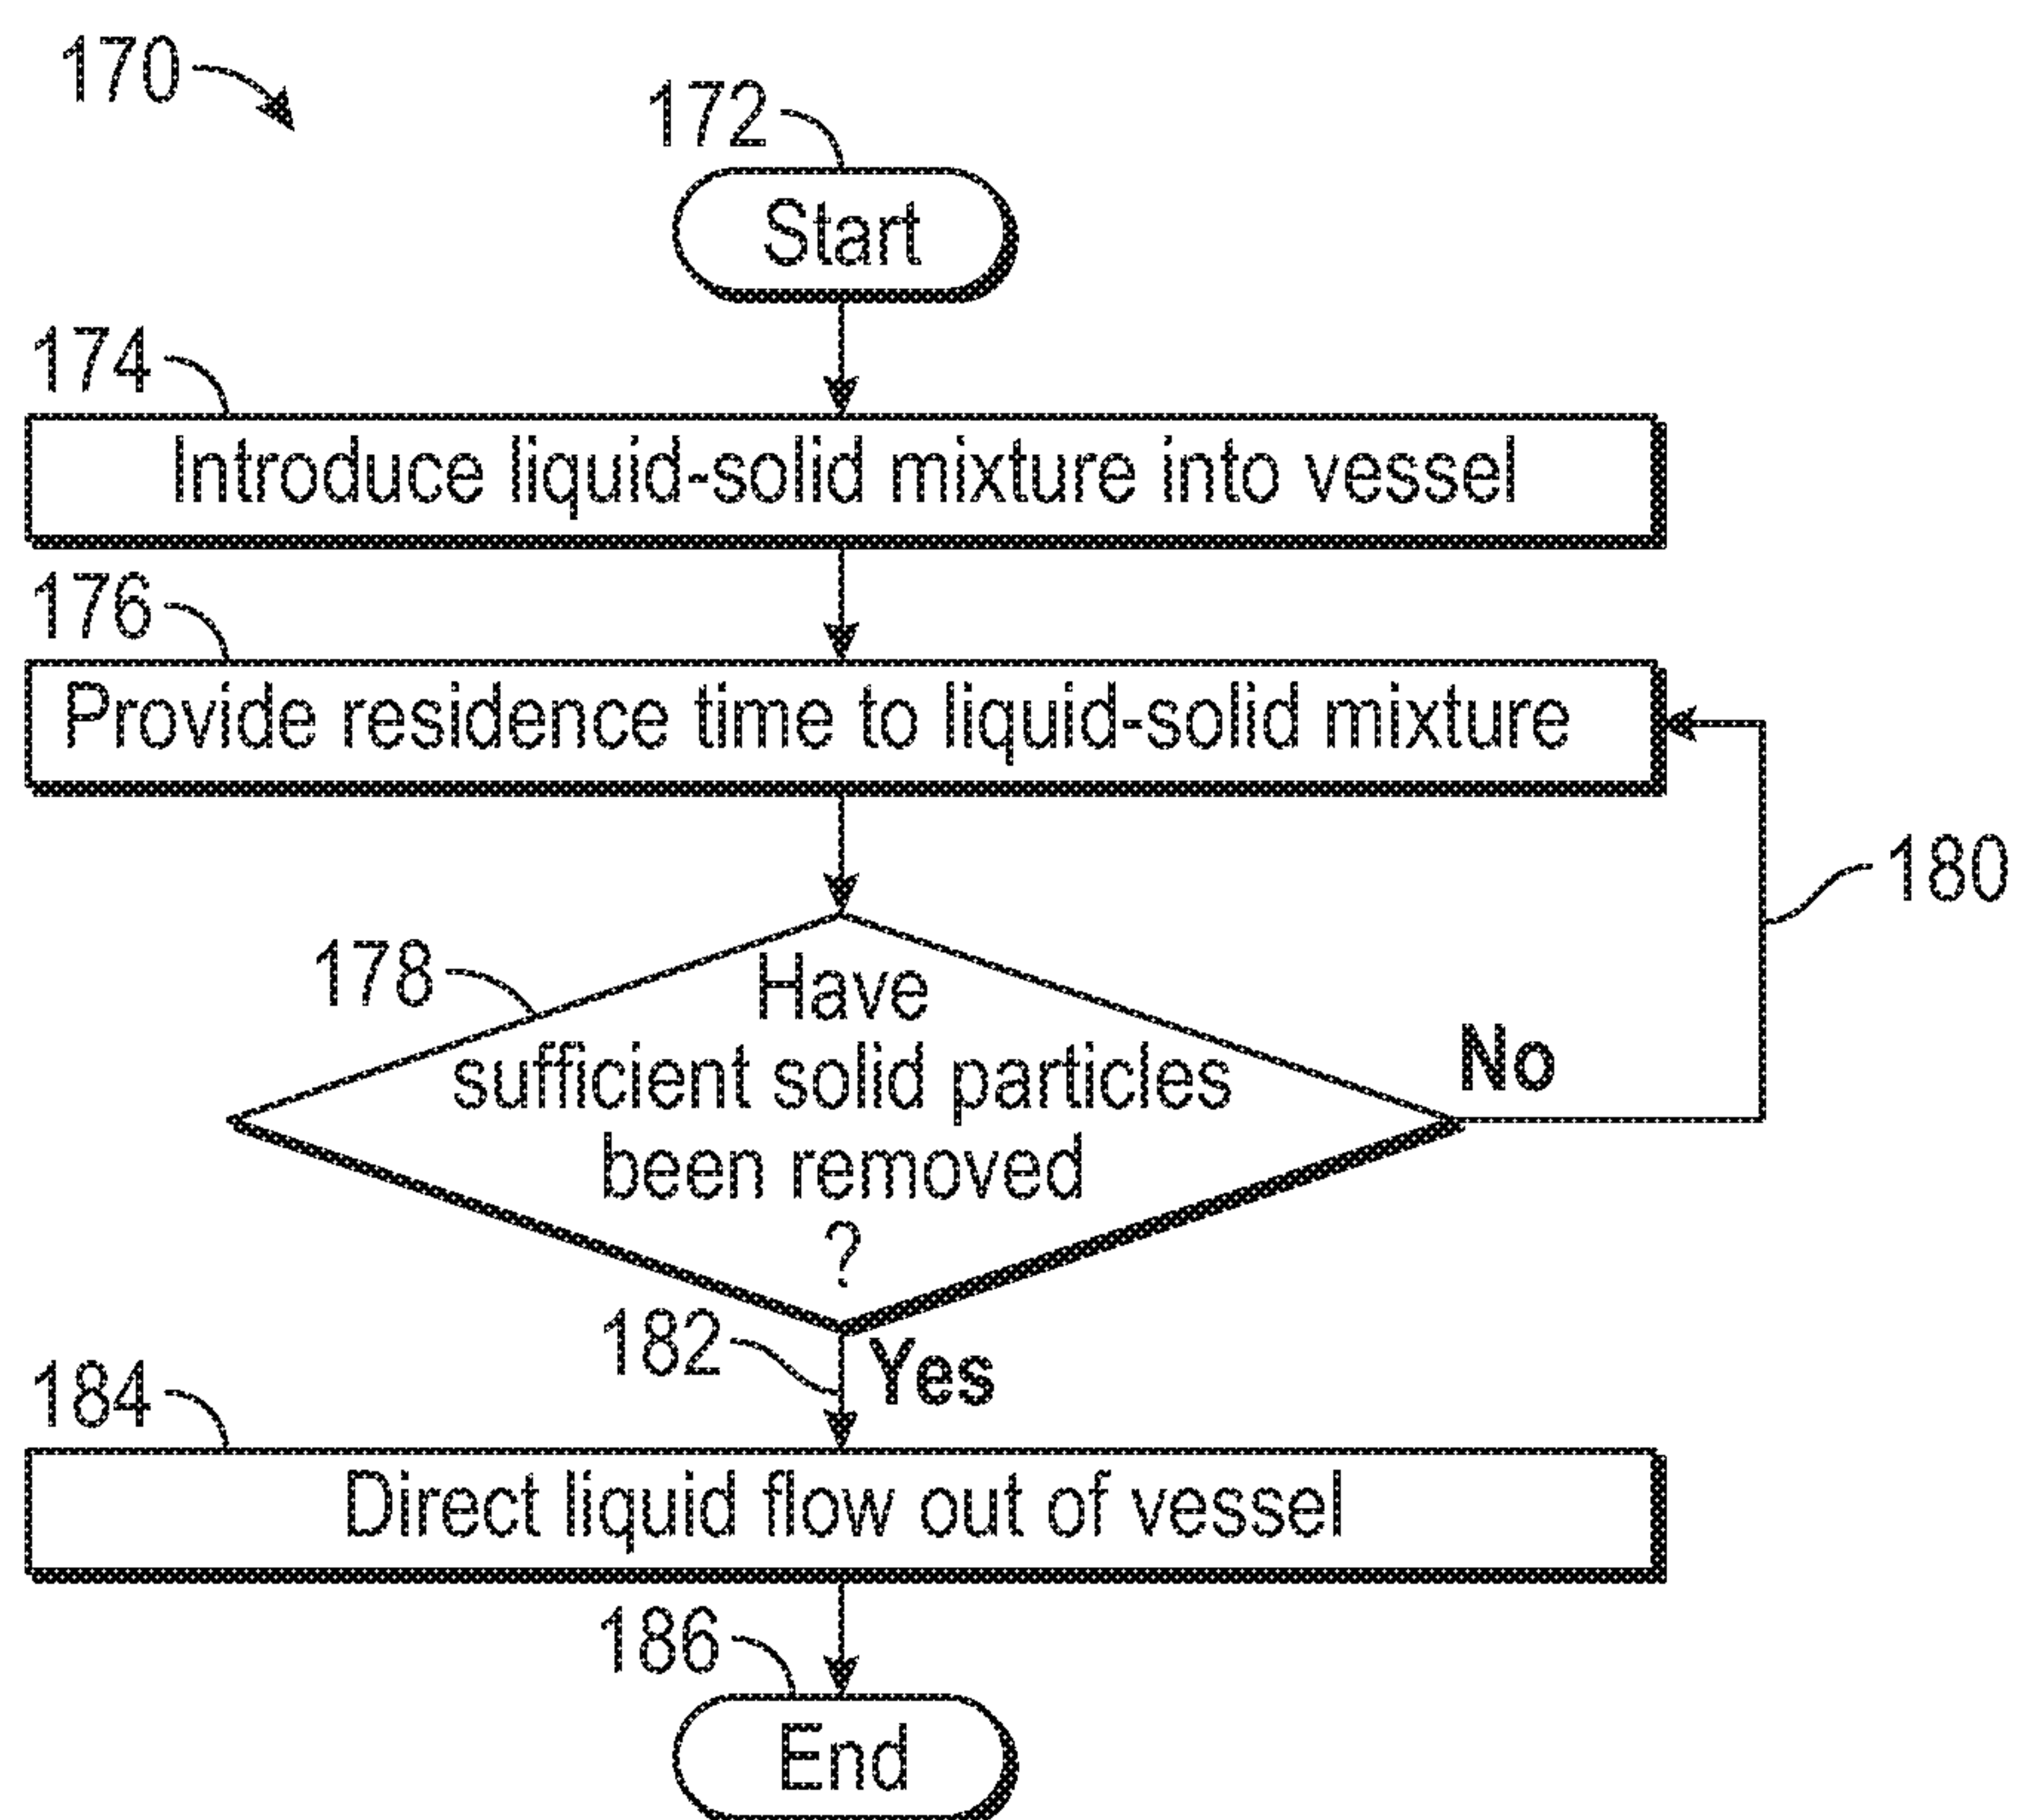 170
172
Start
174
Introduce liquid-solid mixture into vessel
176
Provide residence time to liquid-solid mixture
180
178
Have
sufficient solid particles
been removed
?
No
182
Yes
184
Direct liquid flow out of vessel
186
End